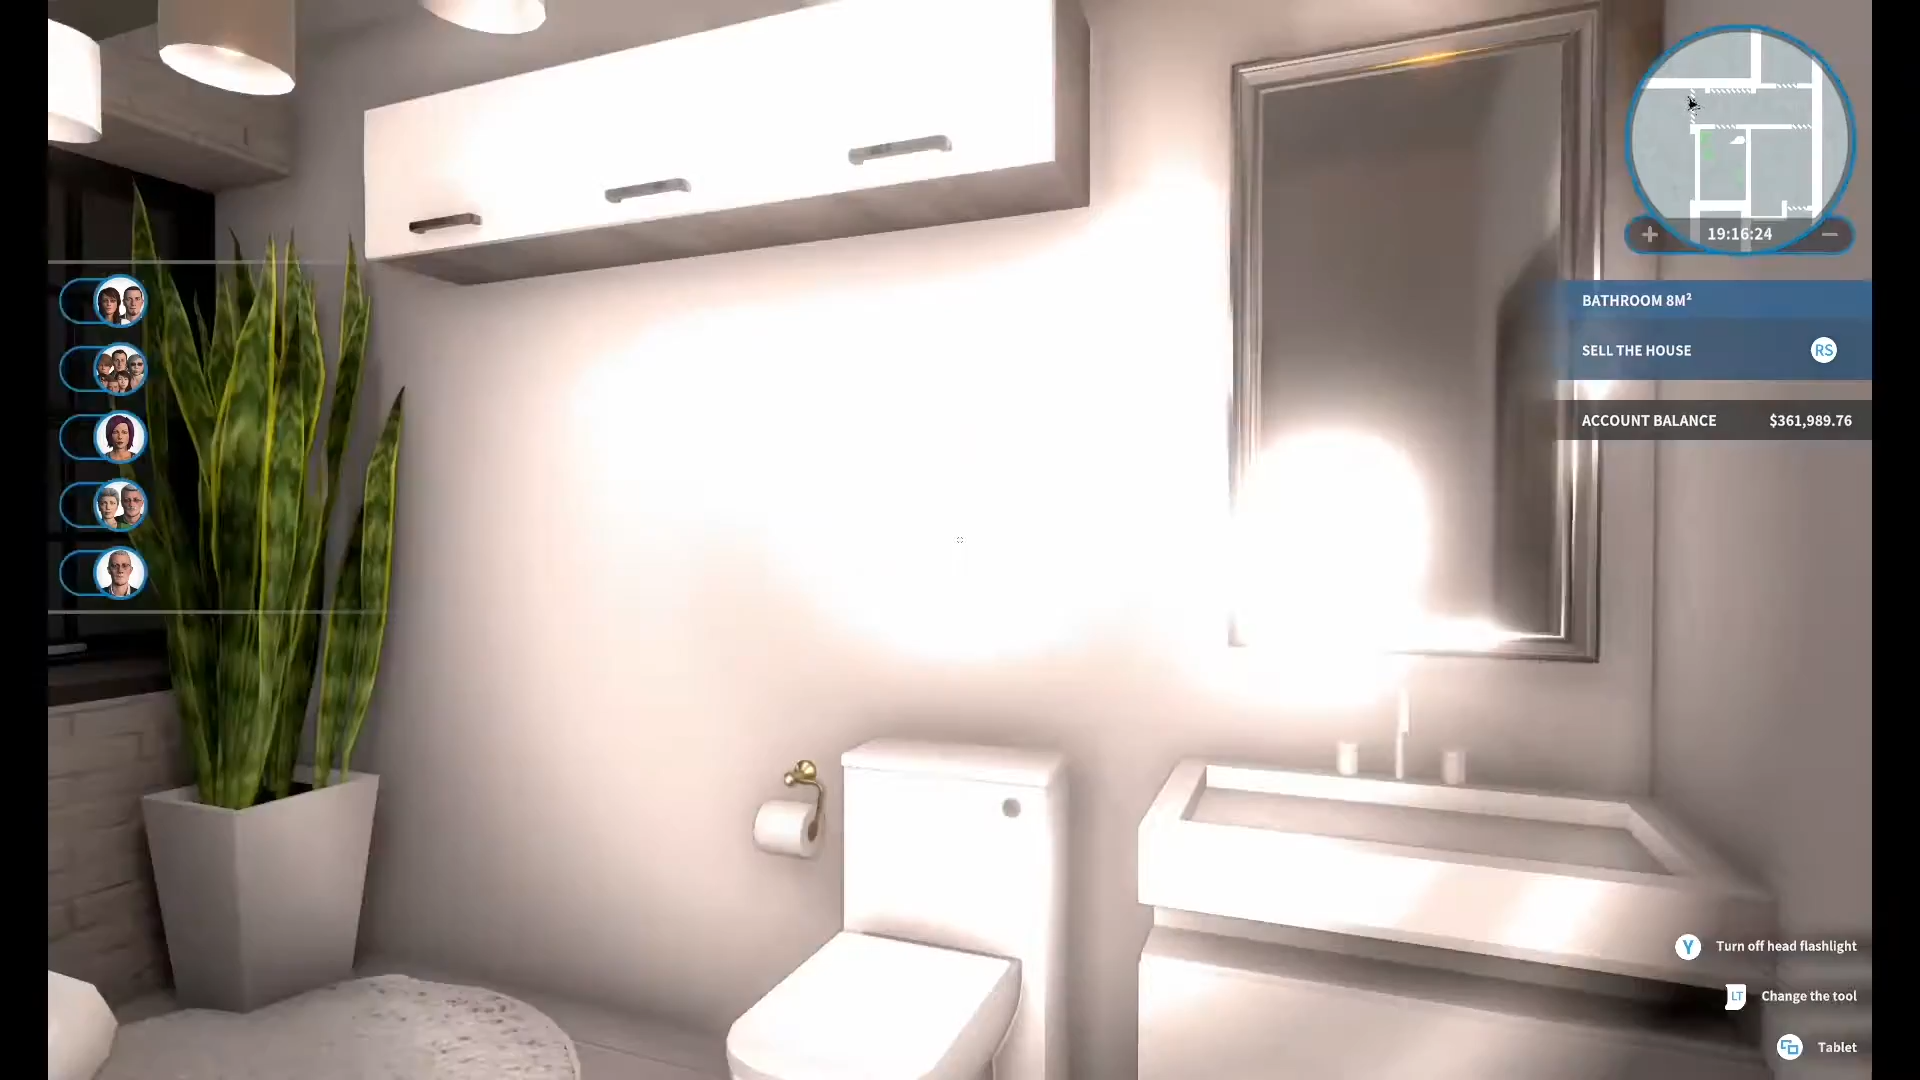 19:16:24
BATHROOM 8M²
SELL THE HOUSE RS
ACCOUNT BALANCE $361,989.76
Y Turn off head flashlight
LT Change the tool
Tablet